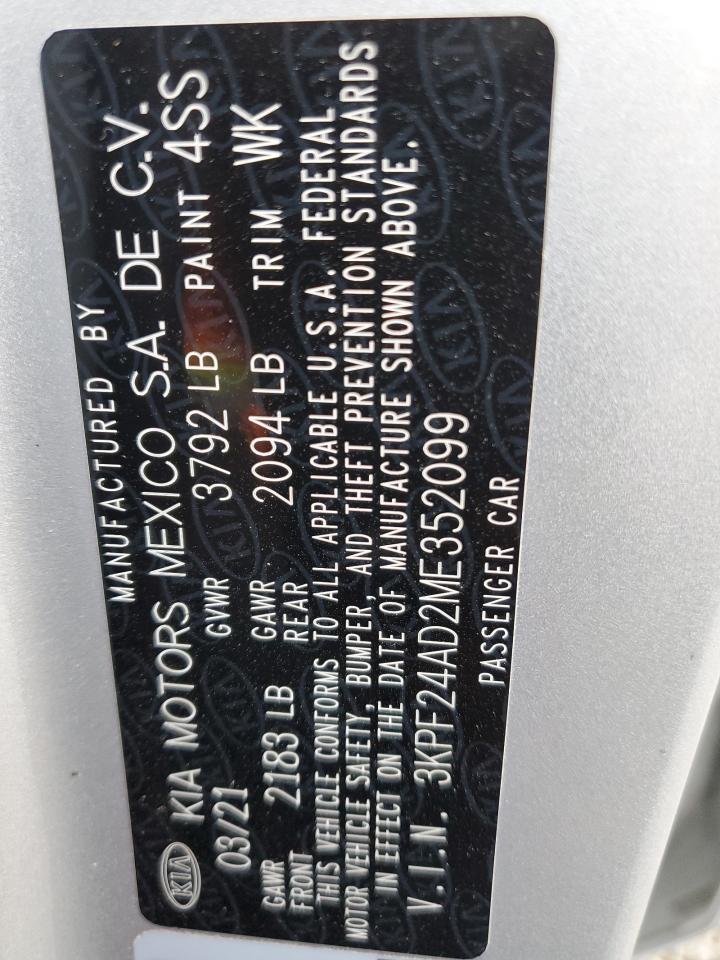 MANUFACTURED BY
KIA KIA MOTORS MEXICO S.A. DE C.V.
03/21 GVWR 3792 LB PAINT 4SS
GAWR FRONT 2183 LB GAWR REAR 2094 LB TRIM WK
THIS VEHICLE CONFORMS TO ALL APPLICABLE U.S.A. FEDERAL
MOTOR VEHICLE SAFETY, BUMPER, AND THEFT PREVENTION STANDARDS
IN EFFECT ON THE DATE OF MANUFACTURE SHOWN ABOVE.
V.I.N. 3KPF24AD2ME352099
PASSENGER CAR